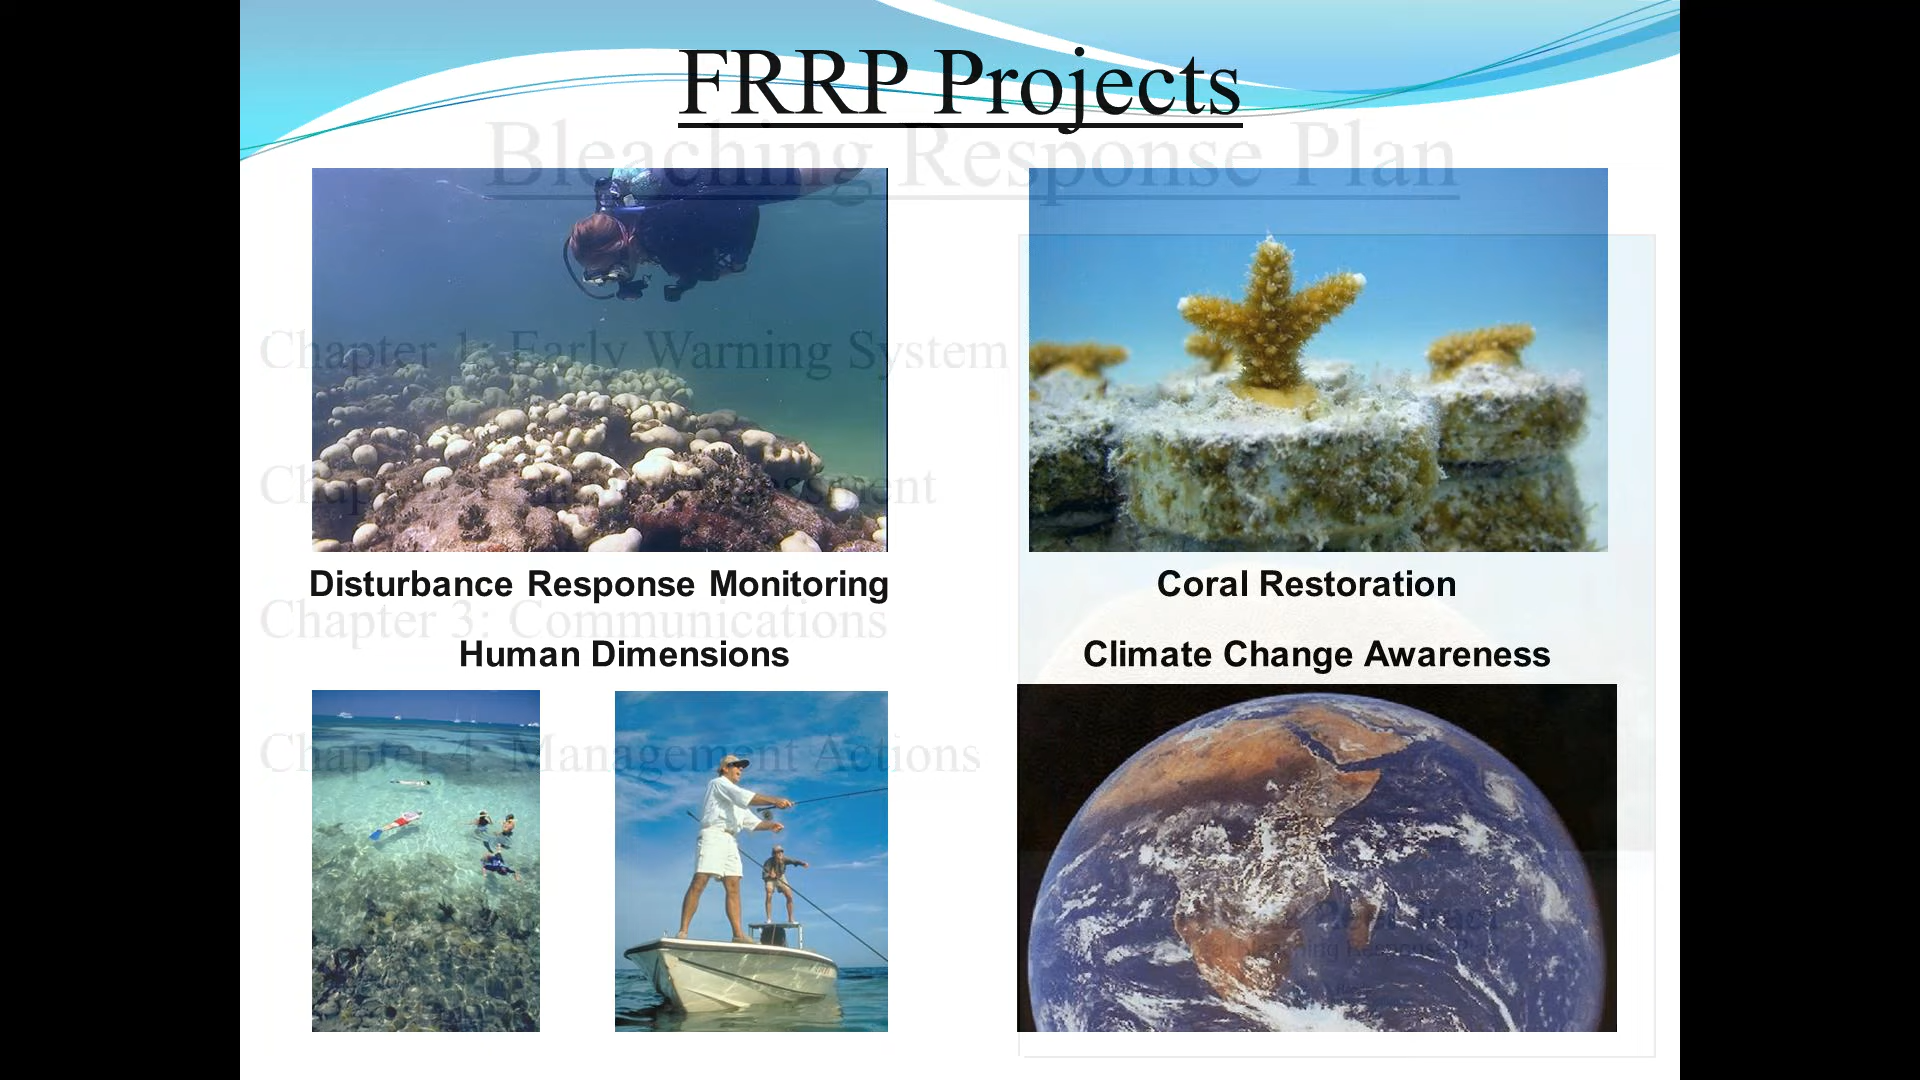 FRRP Projects
Bleaching Response Plan
Chapter 1: Early Warning System
Disturbance Response Monitoring
Coral Restoration
Chapter 3: Communications
Human Dimensions
Climate Change Awareness
Chapter 4: Management Actions